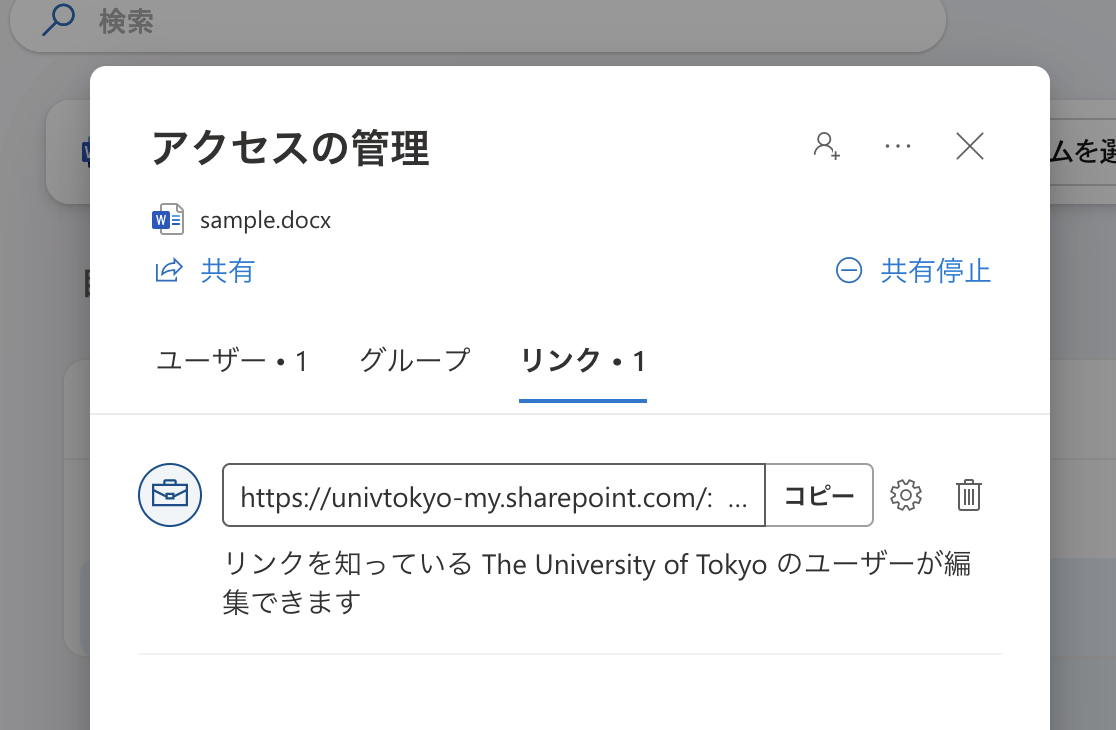 検索
アクセスの管理
ムを選
W
sample.docx
共有
共有停止
ユーザー • 1
グループ
リンク • 1
https://univtokyo-my.sharepoint.com/: ...
コピー
リンクを知っている The University of Tokyo のユーザーが編
集できます